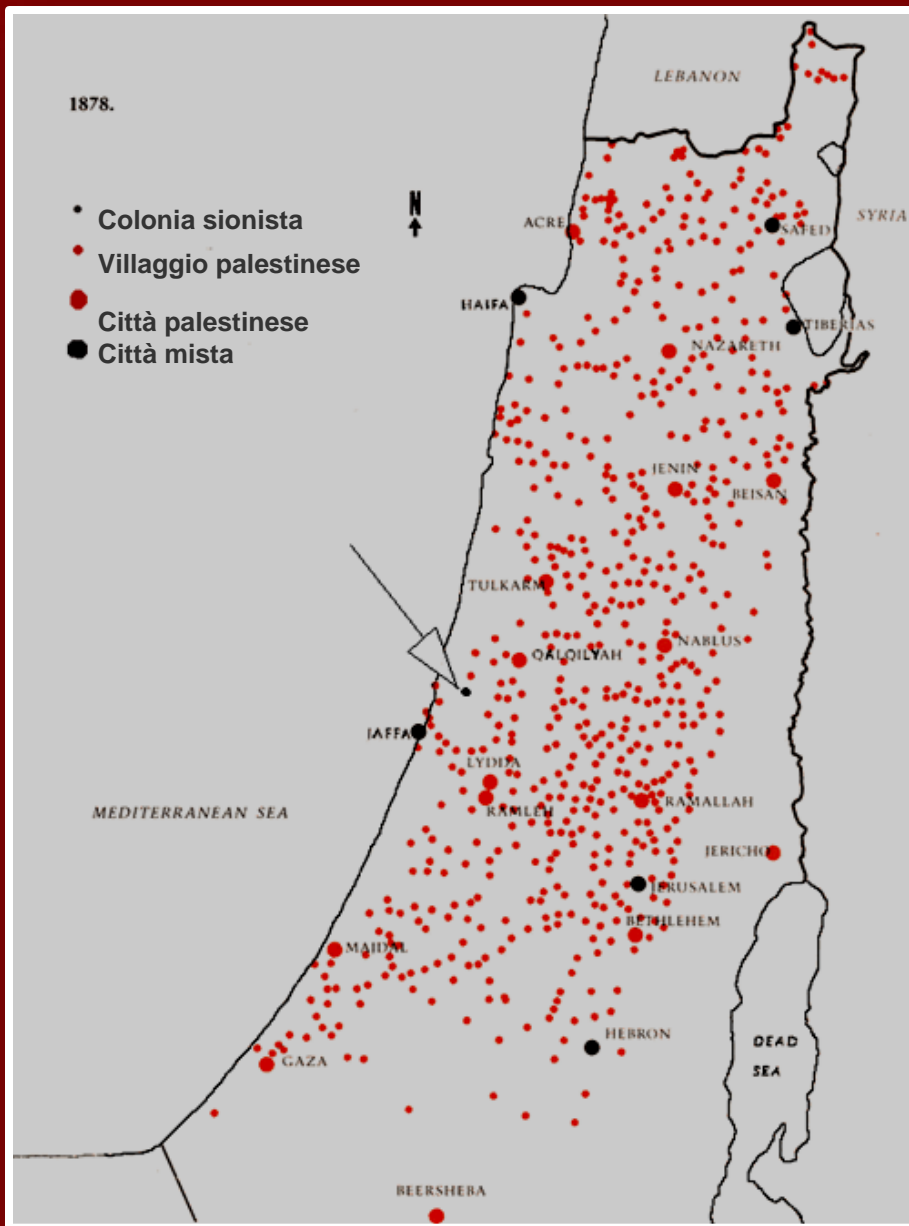 LEBANON
1878.
Colonia sionista
N
ACRE
SAFED
SYRIA
Villaggio palestinese
HAIFA
Città palestinese
TIBERIAS
Città mista
NAZARETH
JENIN
BEISAN
TULKARM
NABLUS
QALQILYAH
JAFFA
LYDDA
RAMLEH
RAMALLAH
MEDITERRANEAN SEA
JERICHO
JERUSALEM
BETHLEHEM
MAJDAL
HEBRON
DEAD
SEA
GAZA
BEERSHEBA